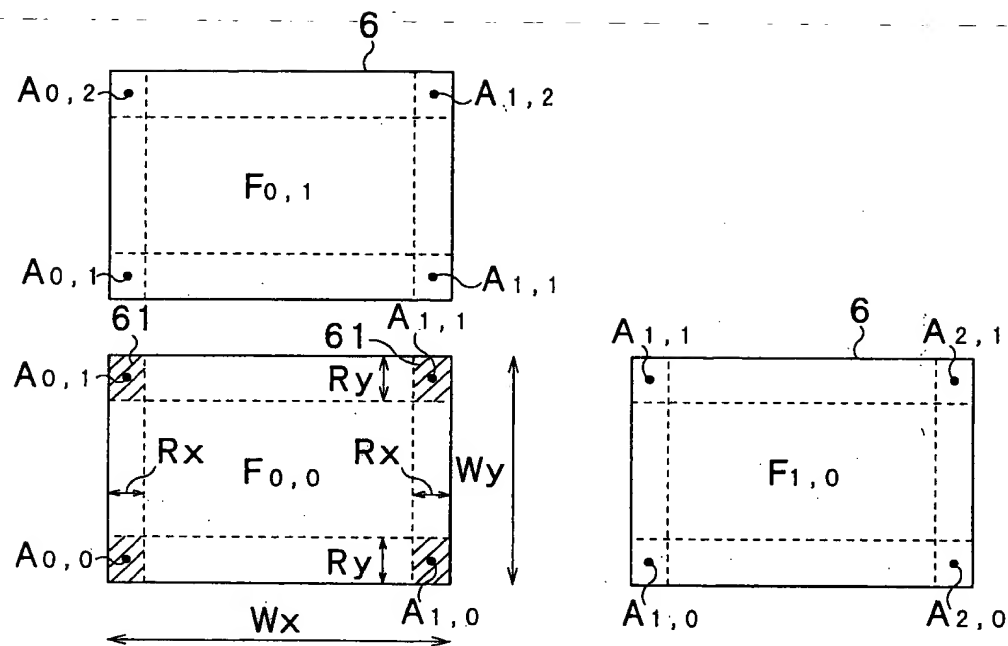 6
A0,2
A1,2
F0,1
A0,1
A1,1
61
61
A1,1
6
A0,1
Ry
A1,1
A2,1
Rx
F0,0
Rx
Wy
F1,0
A0,0
Ry
A1,0
A1,0
A2,0
Wx